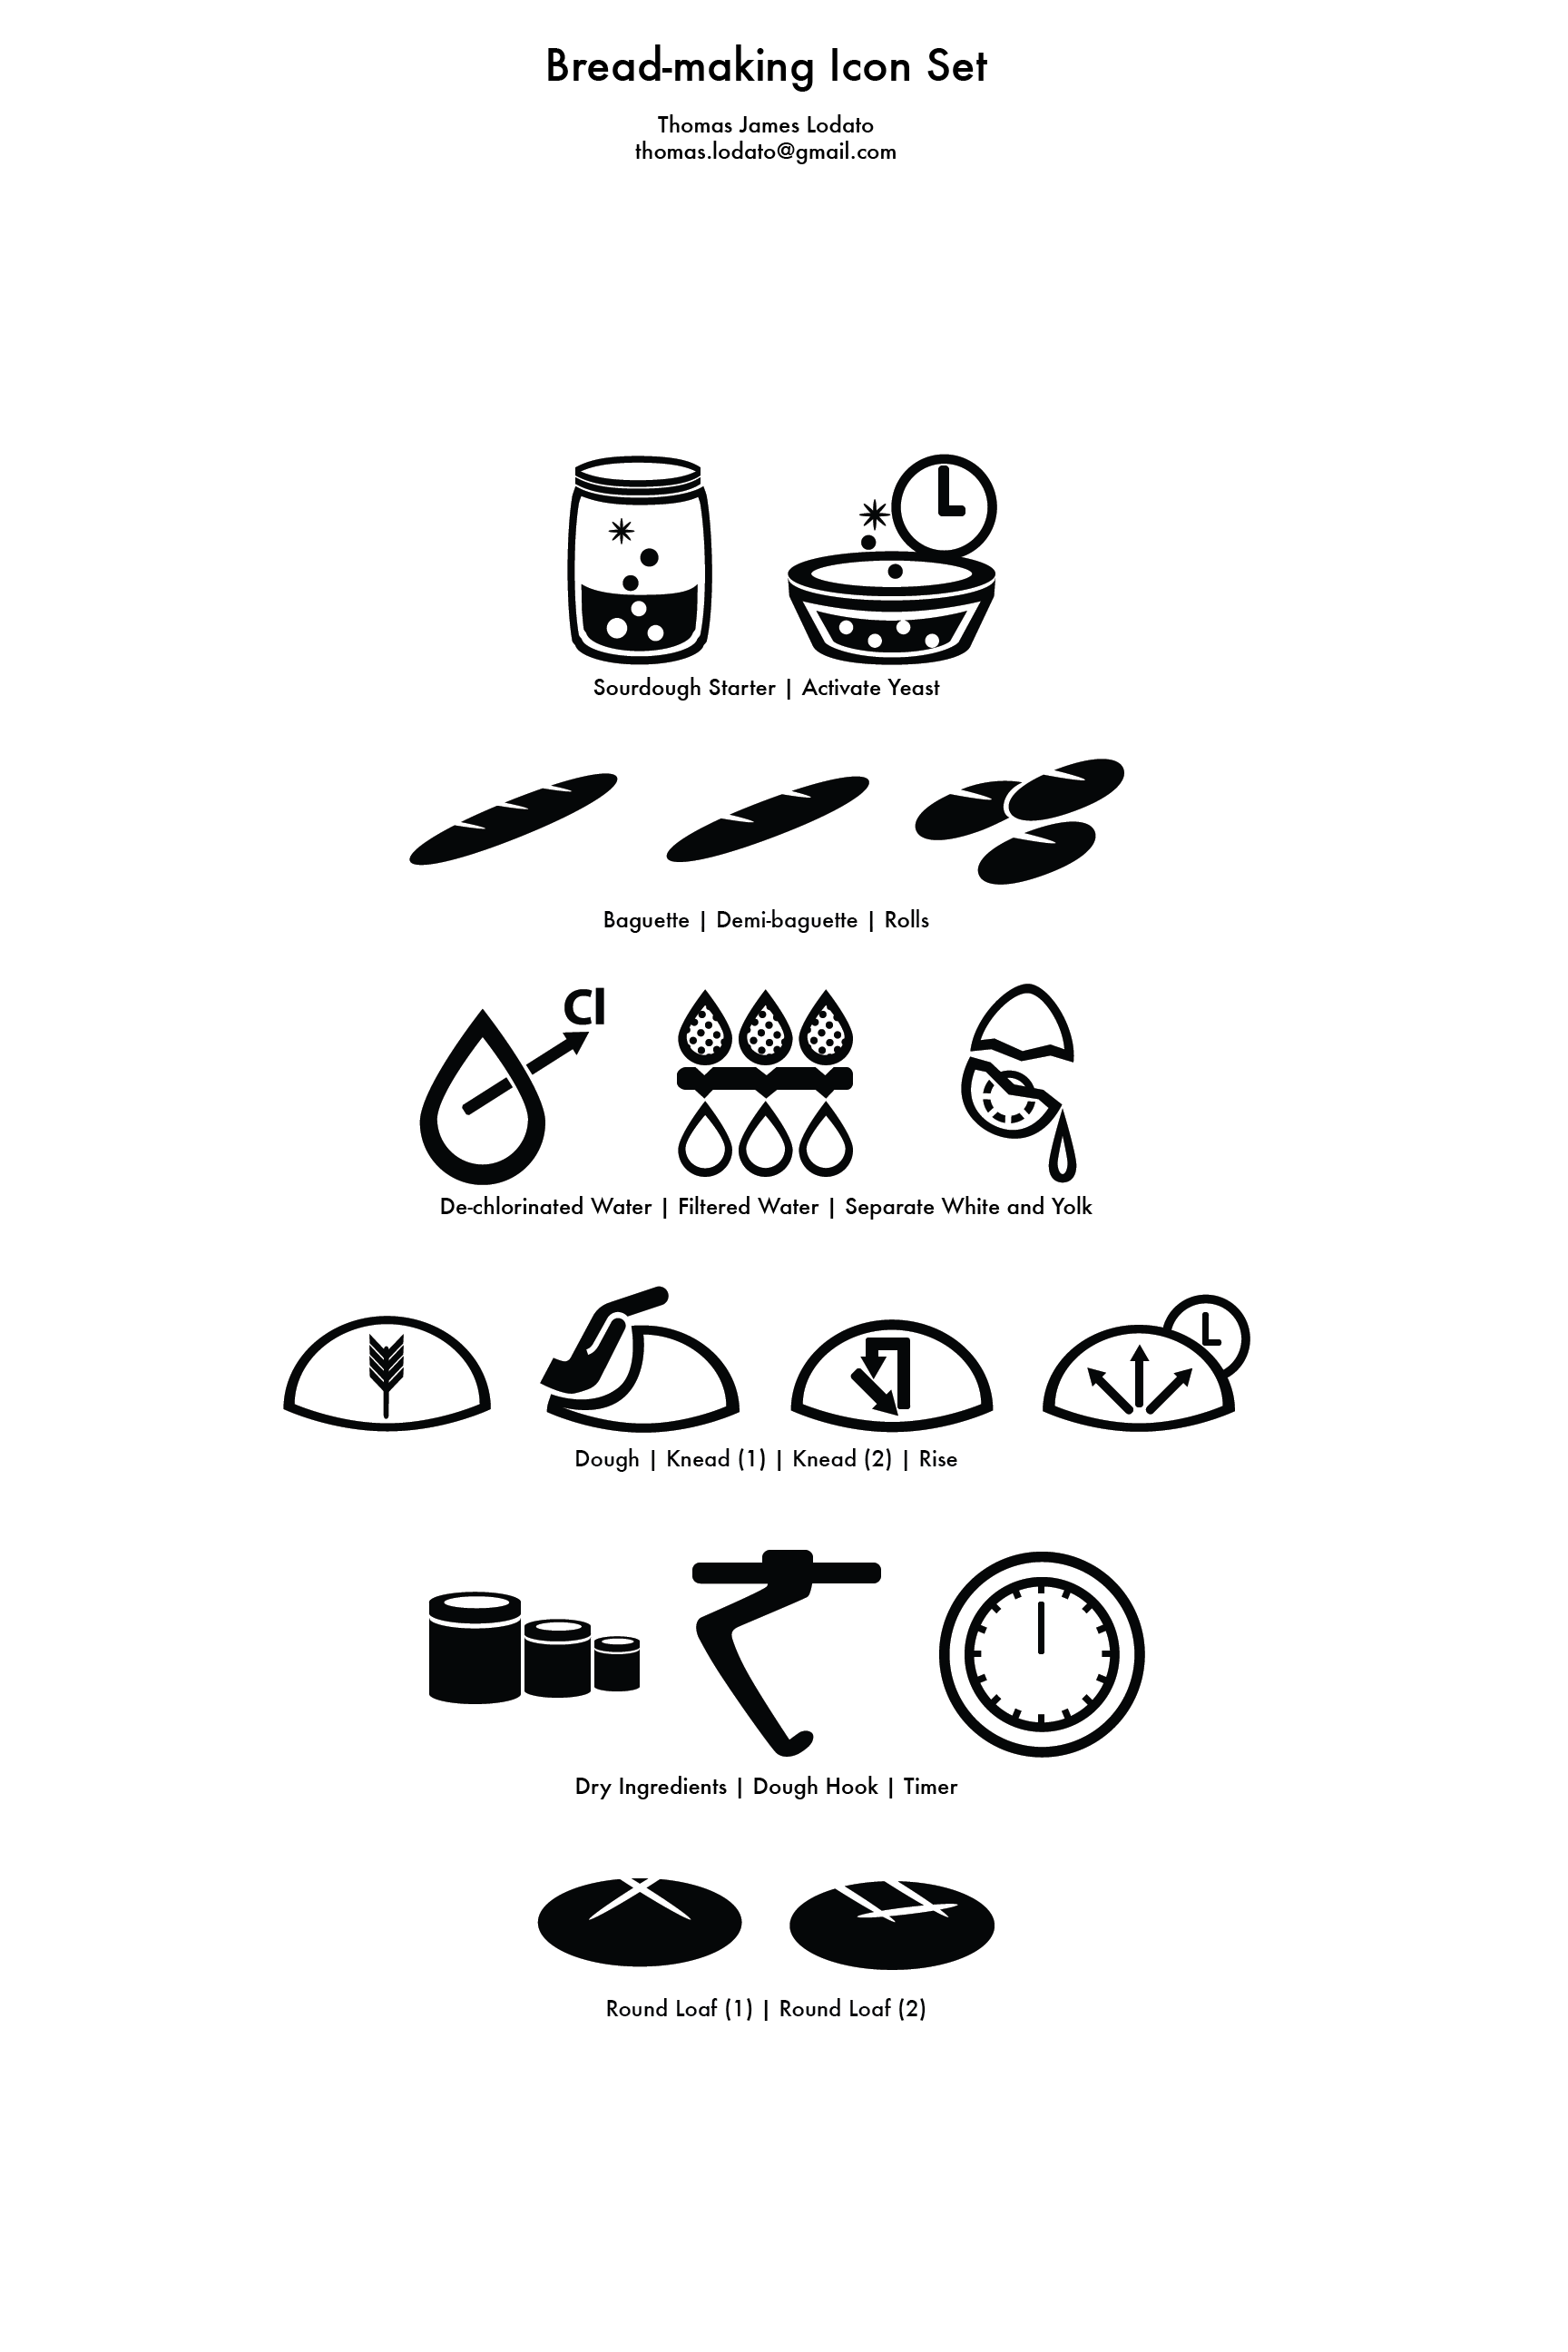 Bread-making Icon Set
Thomas James Lodato
thomas.lodato@gmail.com
Sourdough Starter | Activate Yeast
Baguette | Demi-baguette | Rolls
Cl
De-chlorinated Water | Filtered Water | Separate White and Yolk
Dough | Knead (1) | Knead (2) | Rise
Dry Ingredients | Dough Hook | Timer
Round Loaf (1) | Round Loaf (2)